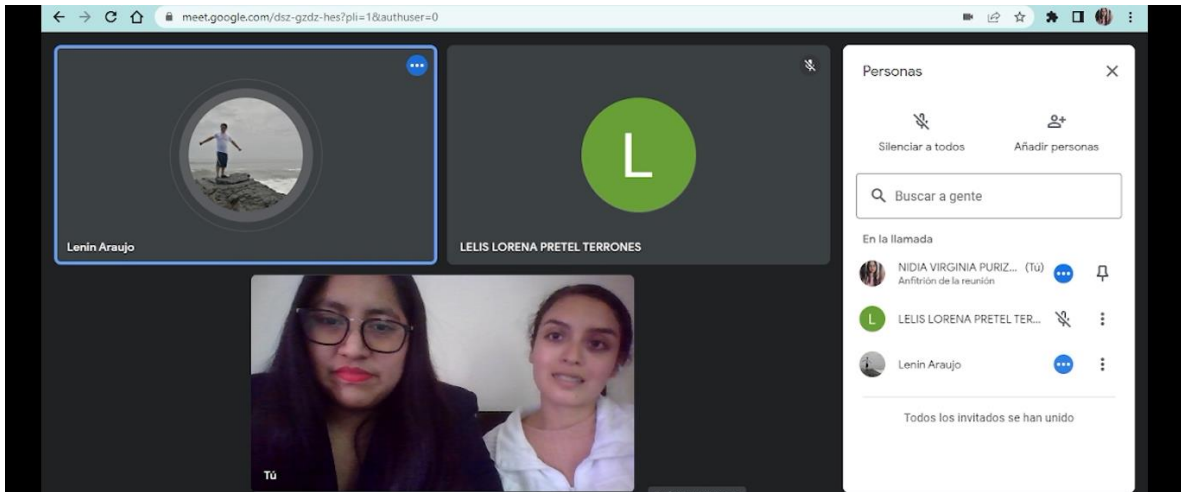 meet.google.com/dsz-gzdz-hes?pli=1&authuser=0
Lenin Araujo
L
LELIS LORENA PRETEL TERRONES
Tú
Personas
Silenciar a todos
Añadir personas
Buscar a gente
En la llamada
NIDIA VIRGINIA PURIZ... (Tú)
Anfitrión de la reunión
L
LELIS LORENA PRETEL TER...
Lenin Araujo
Todos los invitados se han unido